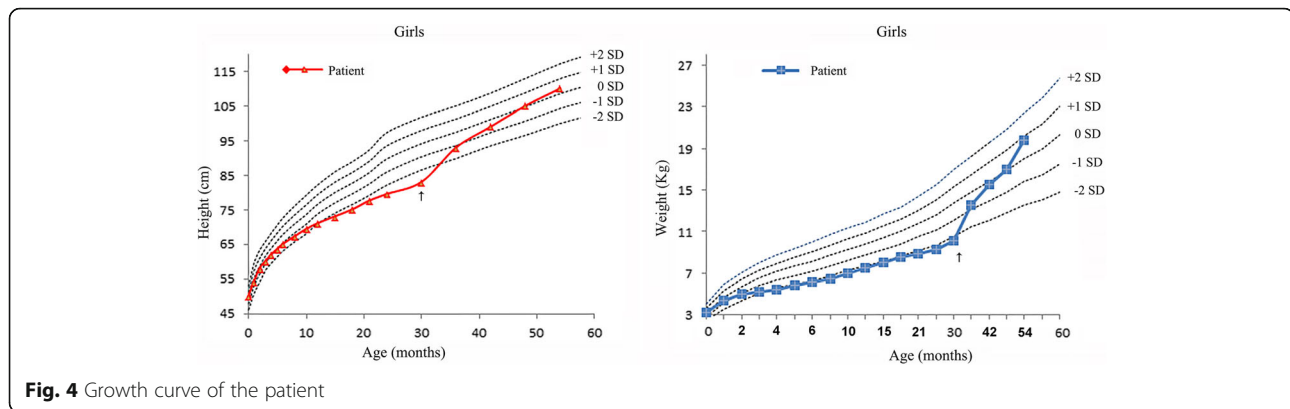 Girls
Patient
+2 SD
+1 SD
0 SD
-1 SD
-2 SD
115
105
95
85
75
65
55
45
Height (cm)
↑
0 10 20 30 40 50 60
Age (months)
Girls
Patient
+2 SD
+1 SD
0 SD
-1 SD
-2 SD
27
23
19
15
11
7
3
Weight (Kg)
↑
0 2 4 6 10 15 21 30 42 54 60
Age (months)
Fig. 4 Growth curve of the patient